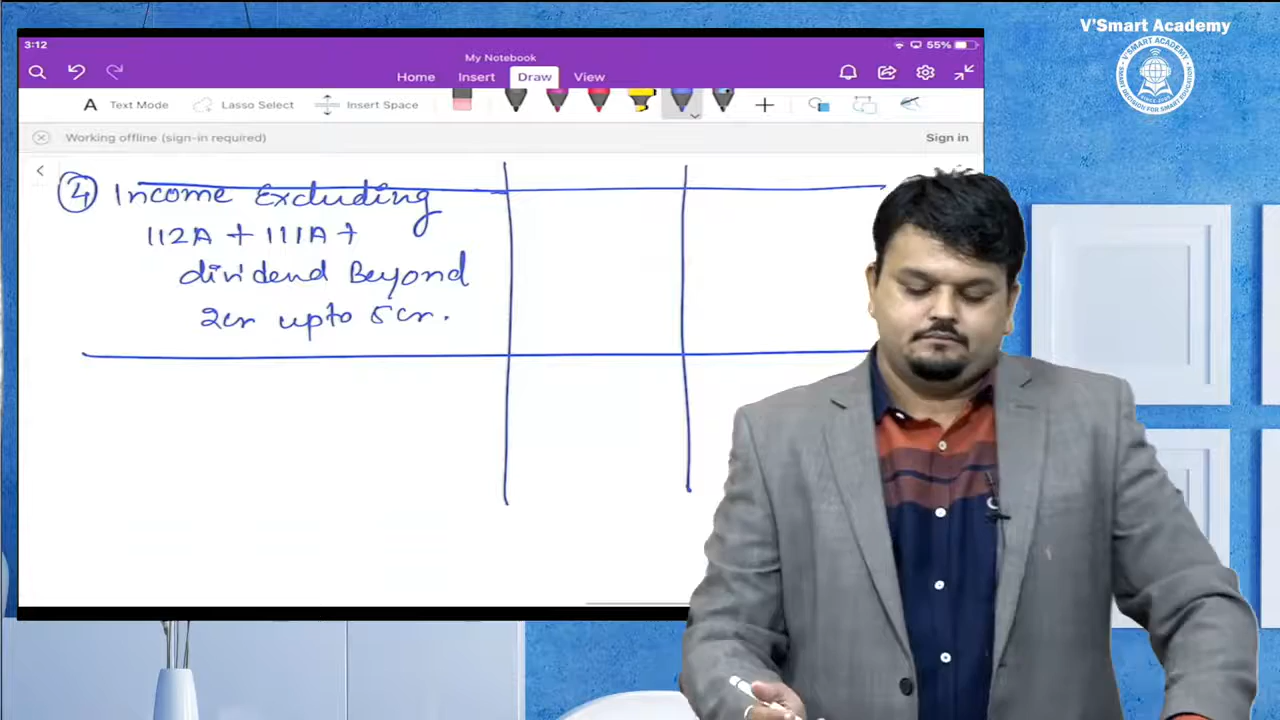 V'Smart Academy
3:12
My Notebook
55%
Home Insert Draw View
A Text Mode Lasso Select Insert Space
Working offline (sign-in required) Sign in
④ Income Excluding
112A + 111A +
dividend Beyond
2cr upto 5cr.